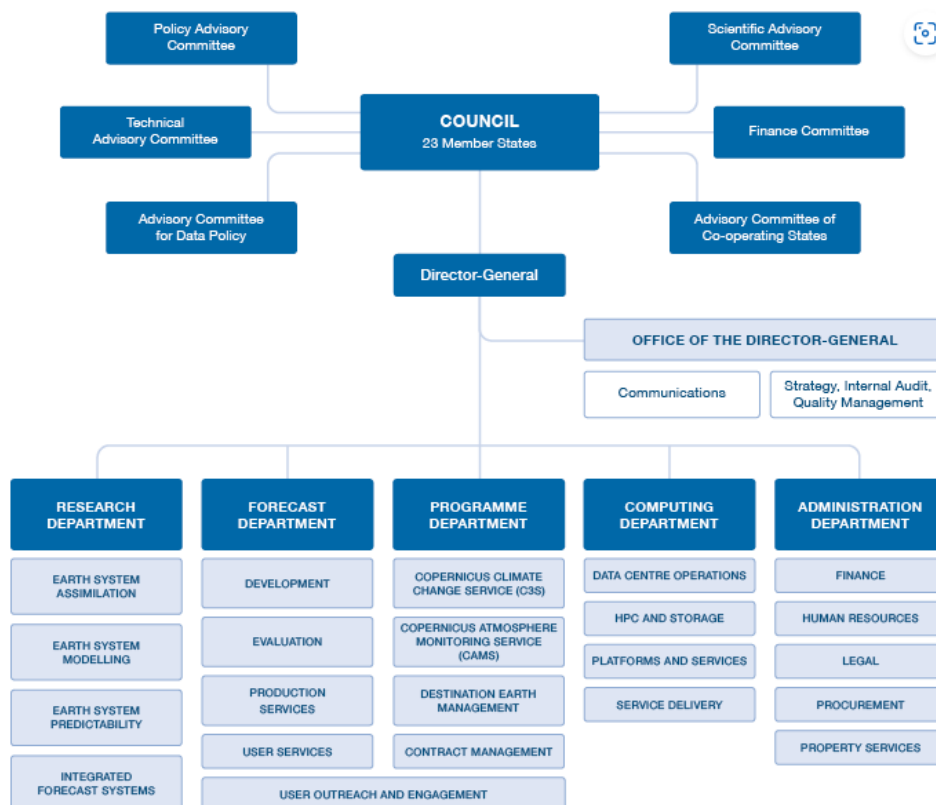 Policy Advisory
Committee
Scientific Advisory
Committee
Technical
Advisory Committee
COUNCIL
23 Member States
Finance Committee
Advisory Committee
for Data Policy
Advisory Committee of
Co-operating States
Director-General
OFFICE OF THE DIRECTOR-GENERAL
Communications
Strategy, Internal Audit,
Quality Management
RESEARCH
DEPARTMENT
EARTH SYSTEM
ASSIMILATION
EARTH SYSTEM
MODELLING
EARTH SYSTEM
PREDICTABILITY
INTEGRATED
FORECAST SYSTEMS
FORECAST
DEPARTMENT
DEVELOPMENT
EVALUATION
PRODUCTION
SERVICES
USER SERVICES
PROGRAMME
DEPARTMENT
COPERNICUS CLIMATE
CHANGE SERVICE (C3S)
COPERNICUS ATMOSPHERE
MONITORING SERVICE
(CAMS)
DESTINATION EARTH
MANAGEMENT
CONTRACT MANAGEMENT
USER OUTREACH AND ENGAGEMENT
COMPUTING
DEPARTMENT
DATA CENTRE OPERATIONS
HPC AND STORAGE
PLATFORMS AND SERVICES
SERVICE DELIVERY
ADMINISTRATION
DEPARTMENT
FINANCE
HUMAN RESOURCES
LEGAL
PROCUREMENT
PROPERTY SERVICES